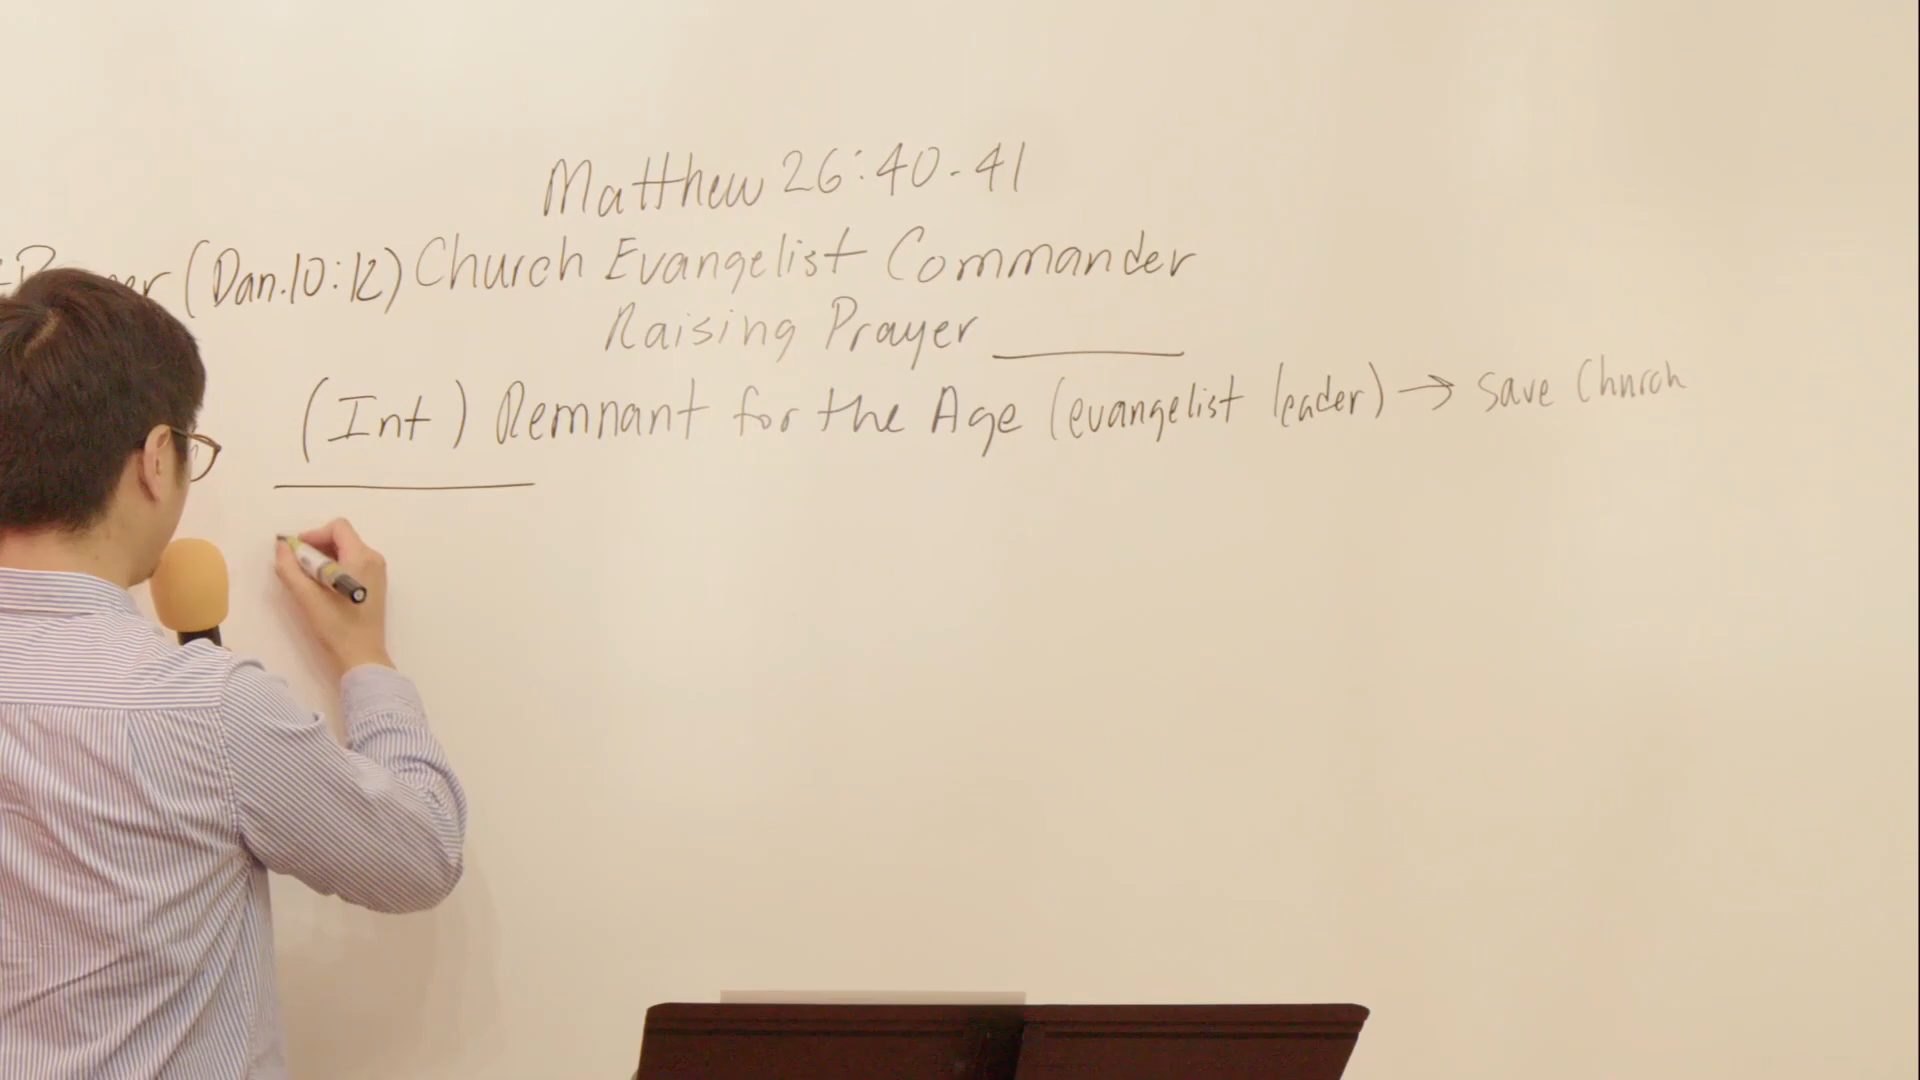 Matthew 26:40-41
(Dan.10:12) Church Evangelist Commander
Raising Prayer
(Int) Remnant for the Age (evangelist leader) → save Church